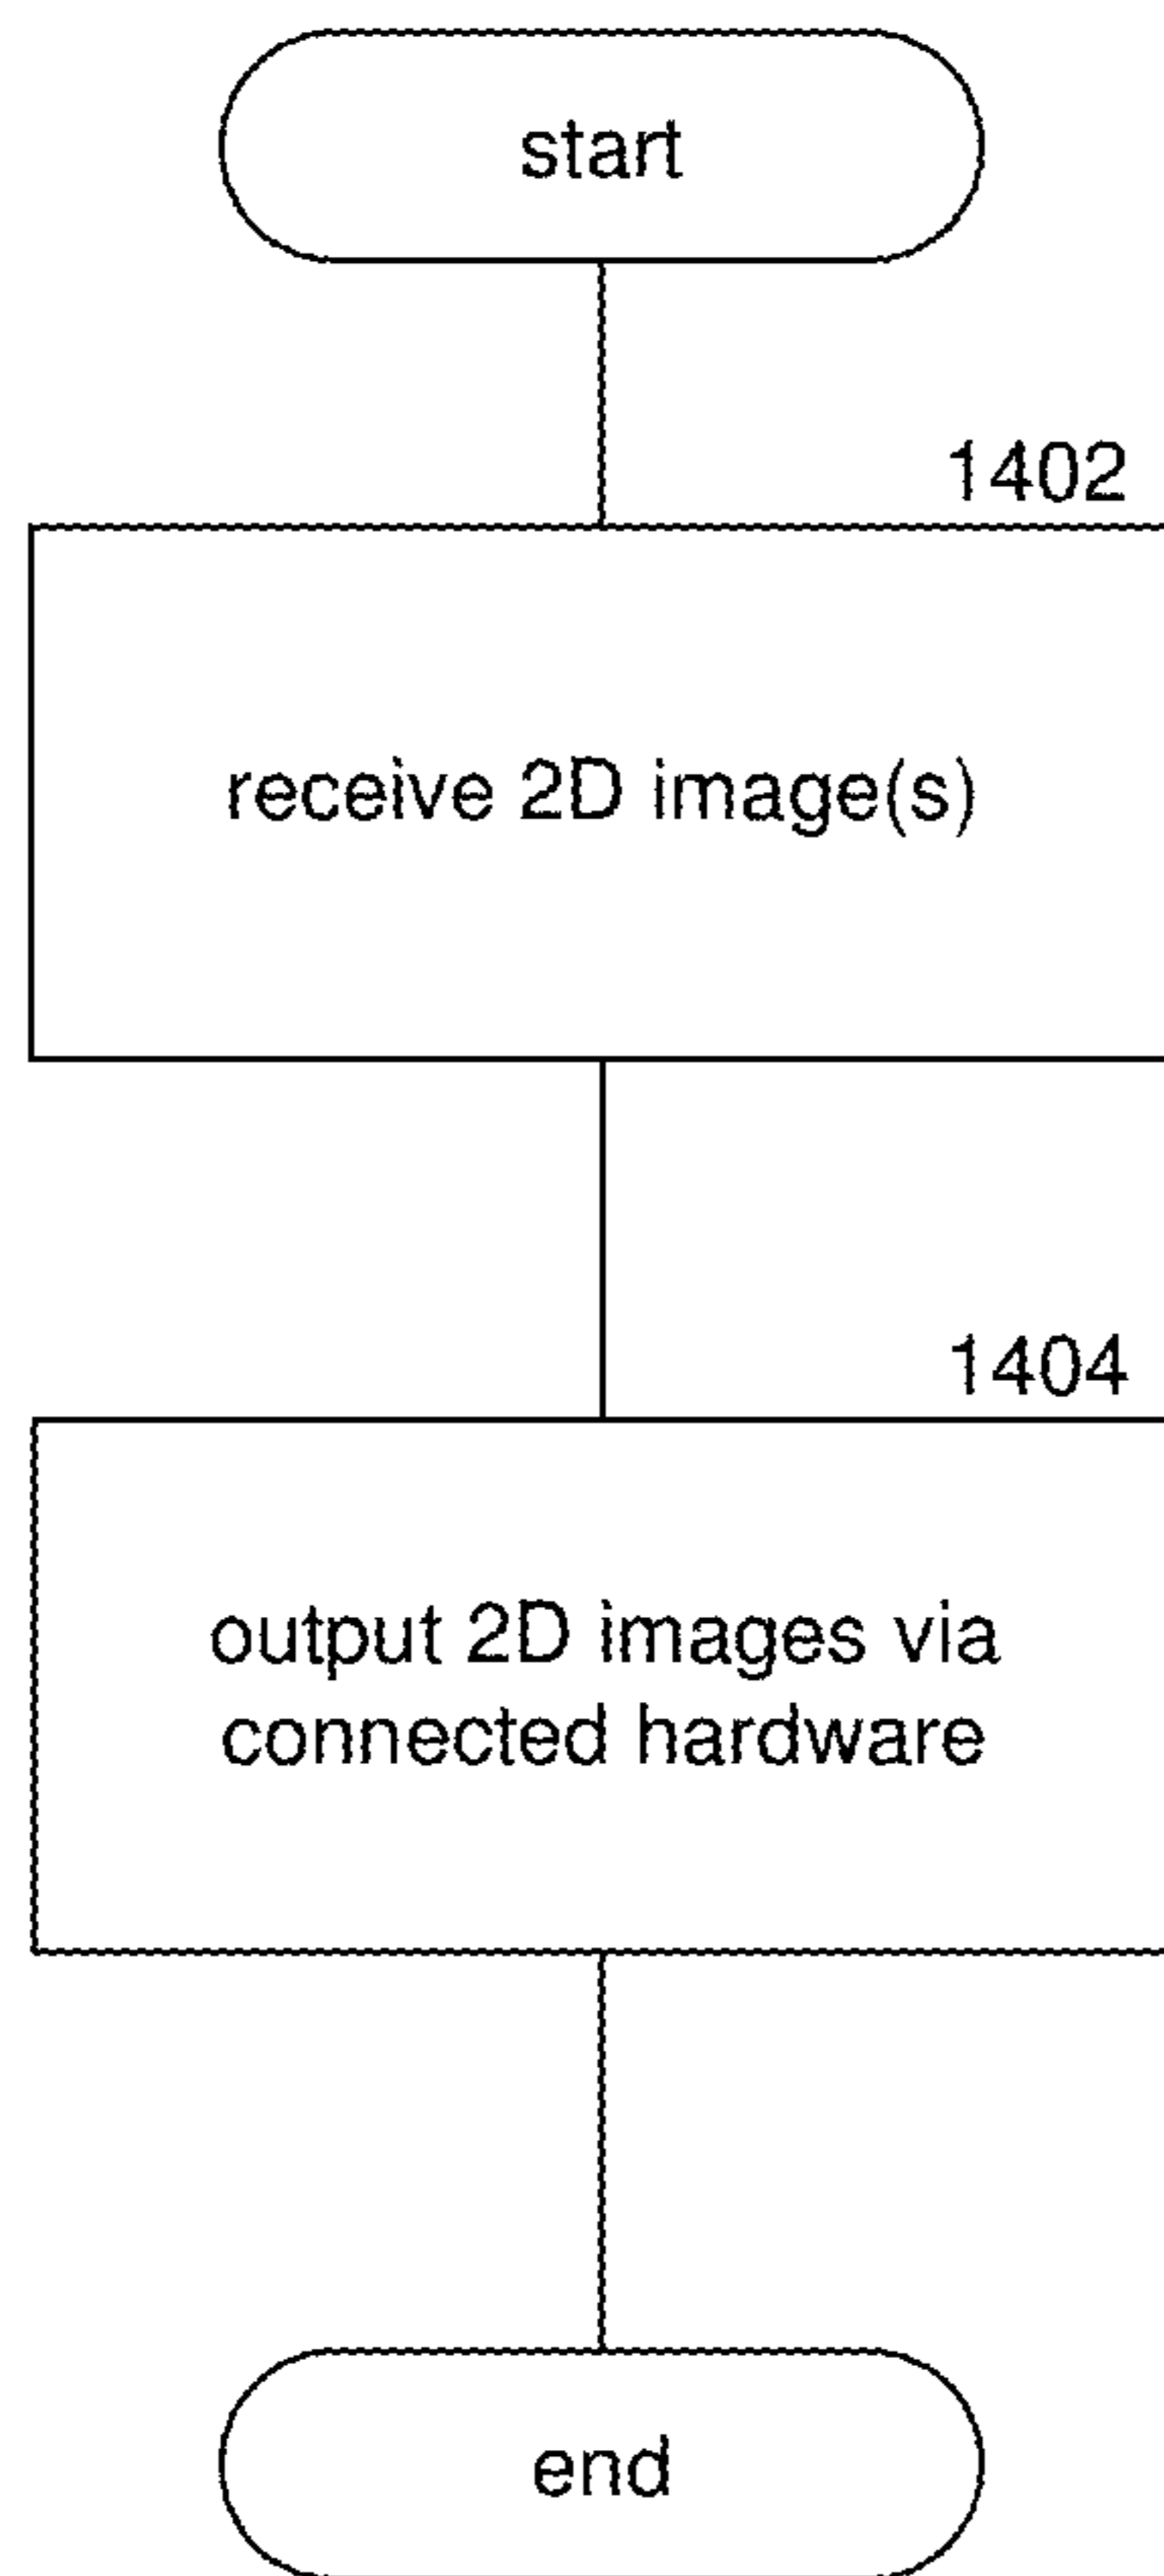 start
1402
receive 2D image(s)
1404
output 2D images via
connected hardware
end